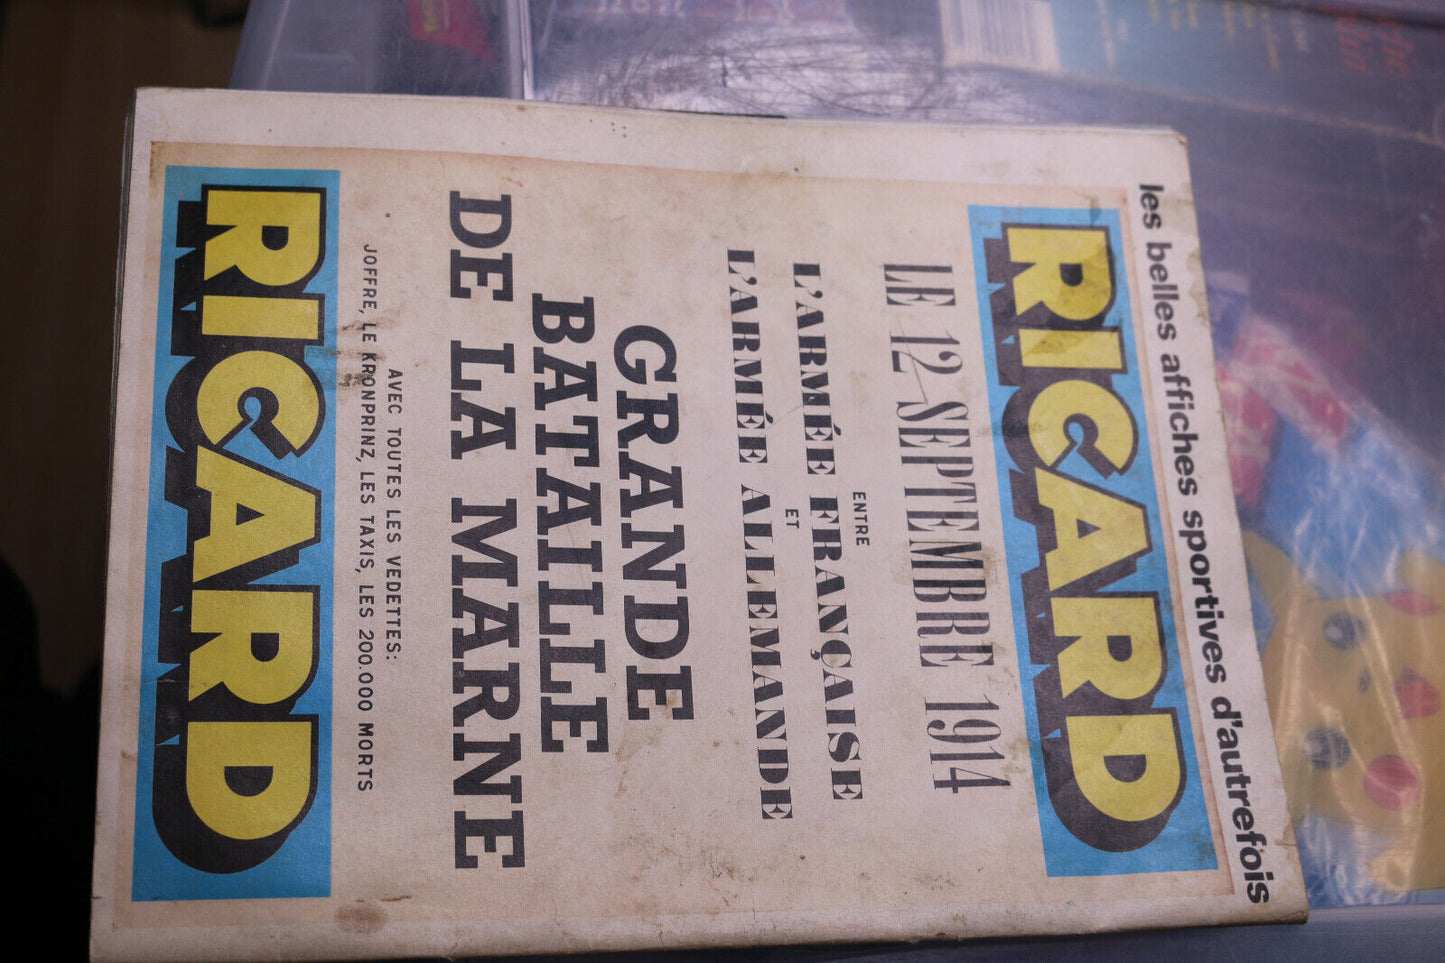 les belles affiches sportives d'autrefois
RICARD
LE 12 SEPTEMBRE 1914
ENTRE
L'ARMÉE FRANÇAISE
ET
L'ARMÉE ALLEMANDE
GRANDE
BATAILLE
DE LA MARNE
AVEC TOUTES LES VEDETTES:
JOFFRE, LE KRONPRINZ, LES TAXIS, LES 200.000 MORTS
RICARD